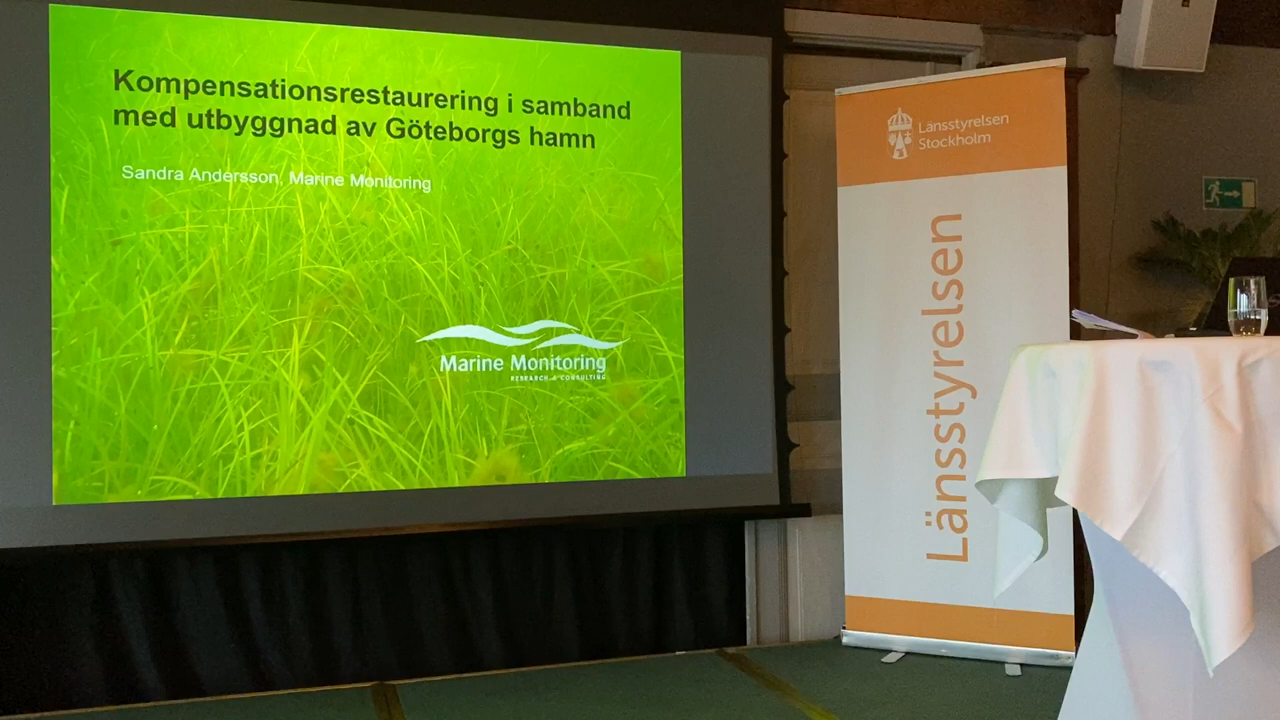 Kompensationsrestaurering i samband
med utbyggnad av Göteborgs hamn
Sandra Andersson, Marine Monitoring
Marine Monitoring
RESEARCH & CONSULTING
Länsstyrelsen
Stockholm
Länsstyrelsen